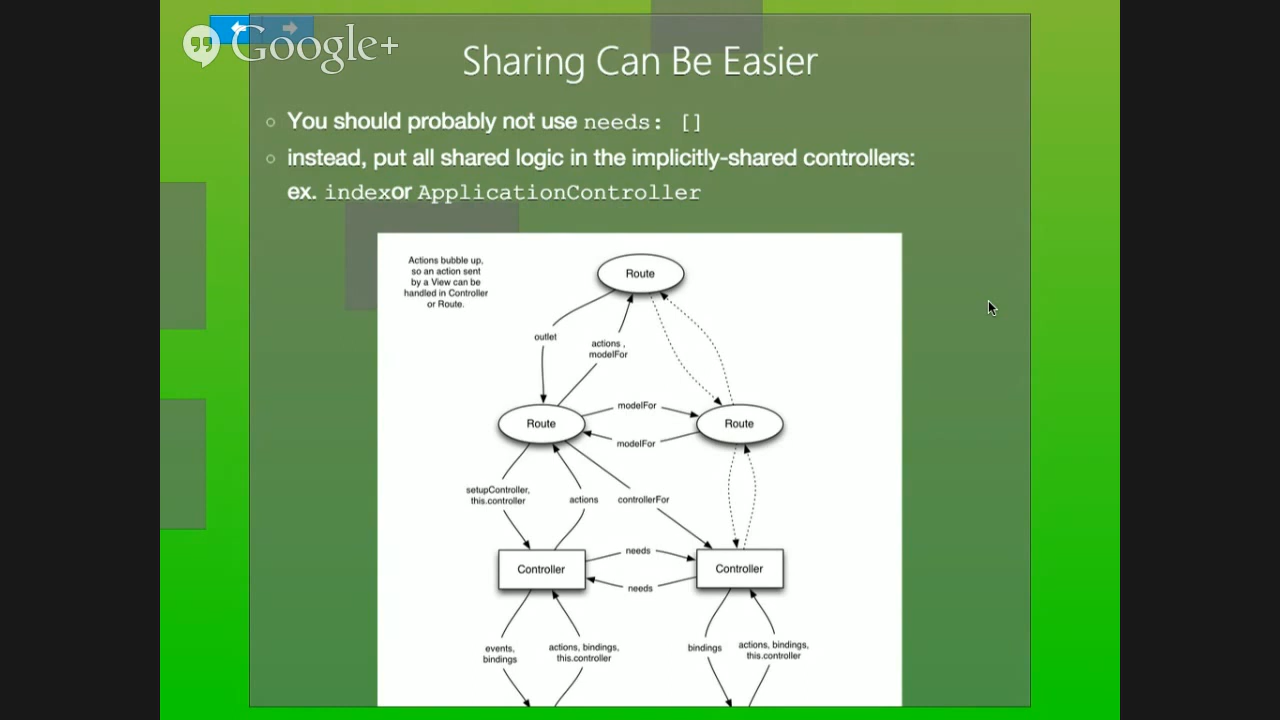 Google+
Sharing Can Be Easier
You should probably not use needs: []
instead, put all shared logic in the implicitly-shared controllers:
ex. indexor ApplicationController
Actions bubble up,
so an action sent
by a View can be
handled in Controller
or Route.
Route
outlet
actions ,
modelFor
modelFor
Route
Route
modelFor
setupController,
this.controller
actions
controllerFor
needs
Controller
Controller
needs
events,
bindings
actions, bindings,
this.controller
bindings
actions, bindings,
this.controller